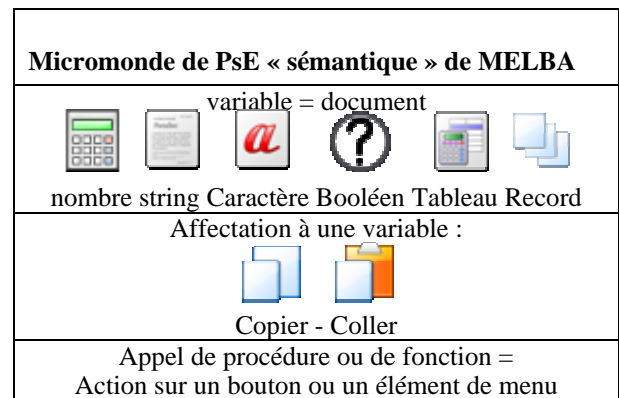 Micromonde de PsE « sémantique » de MELBA
variable = document
nombre string Caractère Booléen Tableau Record
Affectation à une variable :
Copier - Coller
Appel de procédure ou de fonction =
Action sur un bouton ou un élément de menu